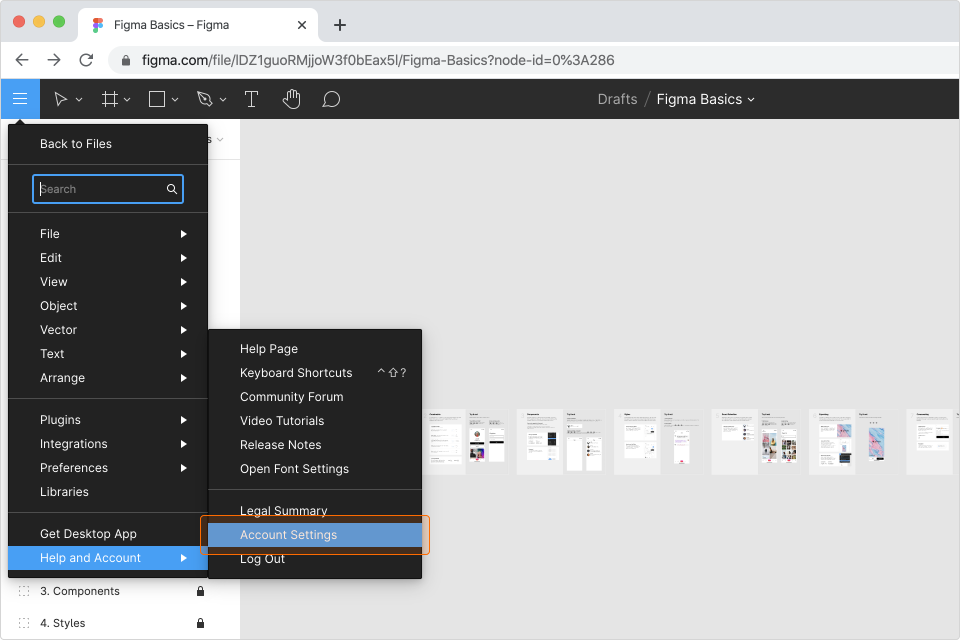 Figma Basics – Figma
figma.com/file/lDZ1guoRMjjoW3f0bEax5l/Figma-Basics?node-id=0%3A286
Drafts / Figma Basics
s
Back to Files
Search
File
Edit
View
Object
Vector
Text
Arrange
Plugins
Integrations
Preferences
Libraries
Get Desktop App
Help and Account
Help Page
Keyboard Shortcuts ^⇧?
Community Forum
Video Tutorials
Release Notes
Open Font Settings
Legal Summary
Account Settings
Log Out
3. Components
4. Styles